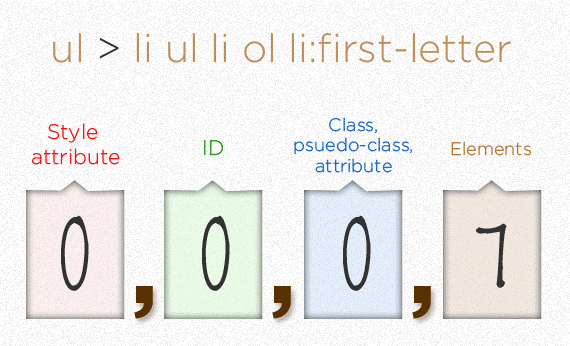 ul > li ul li ol li:first-letter
Style
attribute
ID
Class,
psuedo-class,
attribute
Elements
0 , 0 , 0 , 7